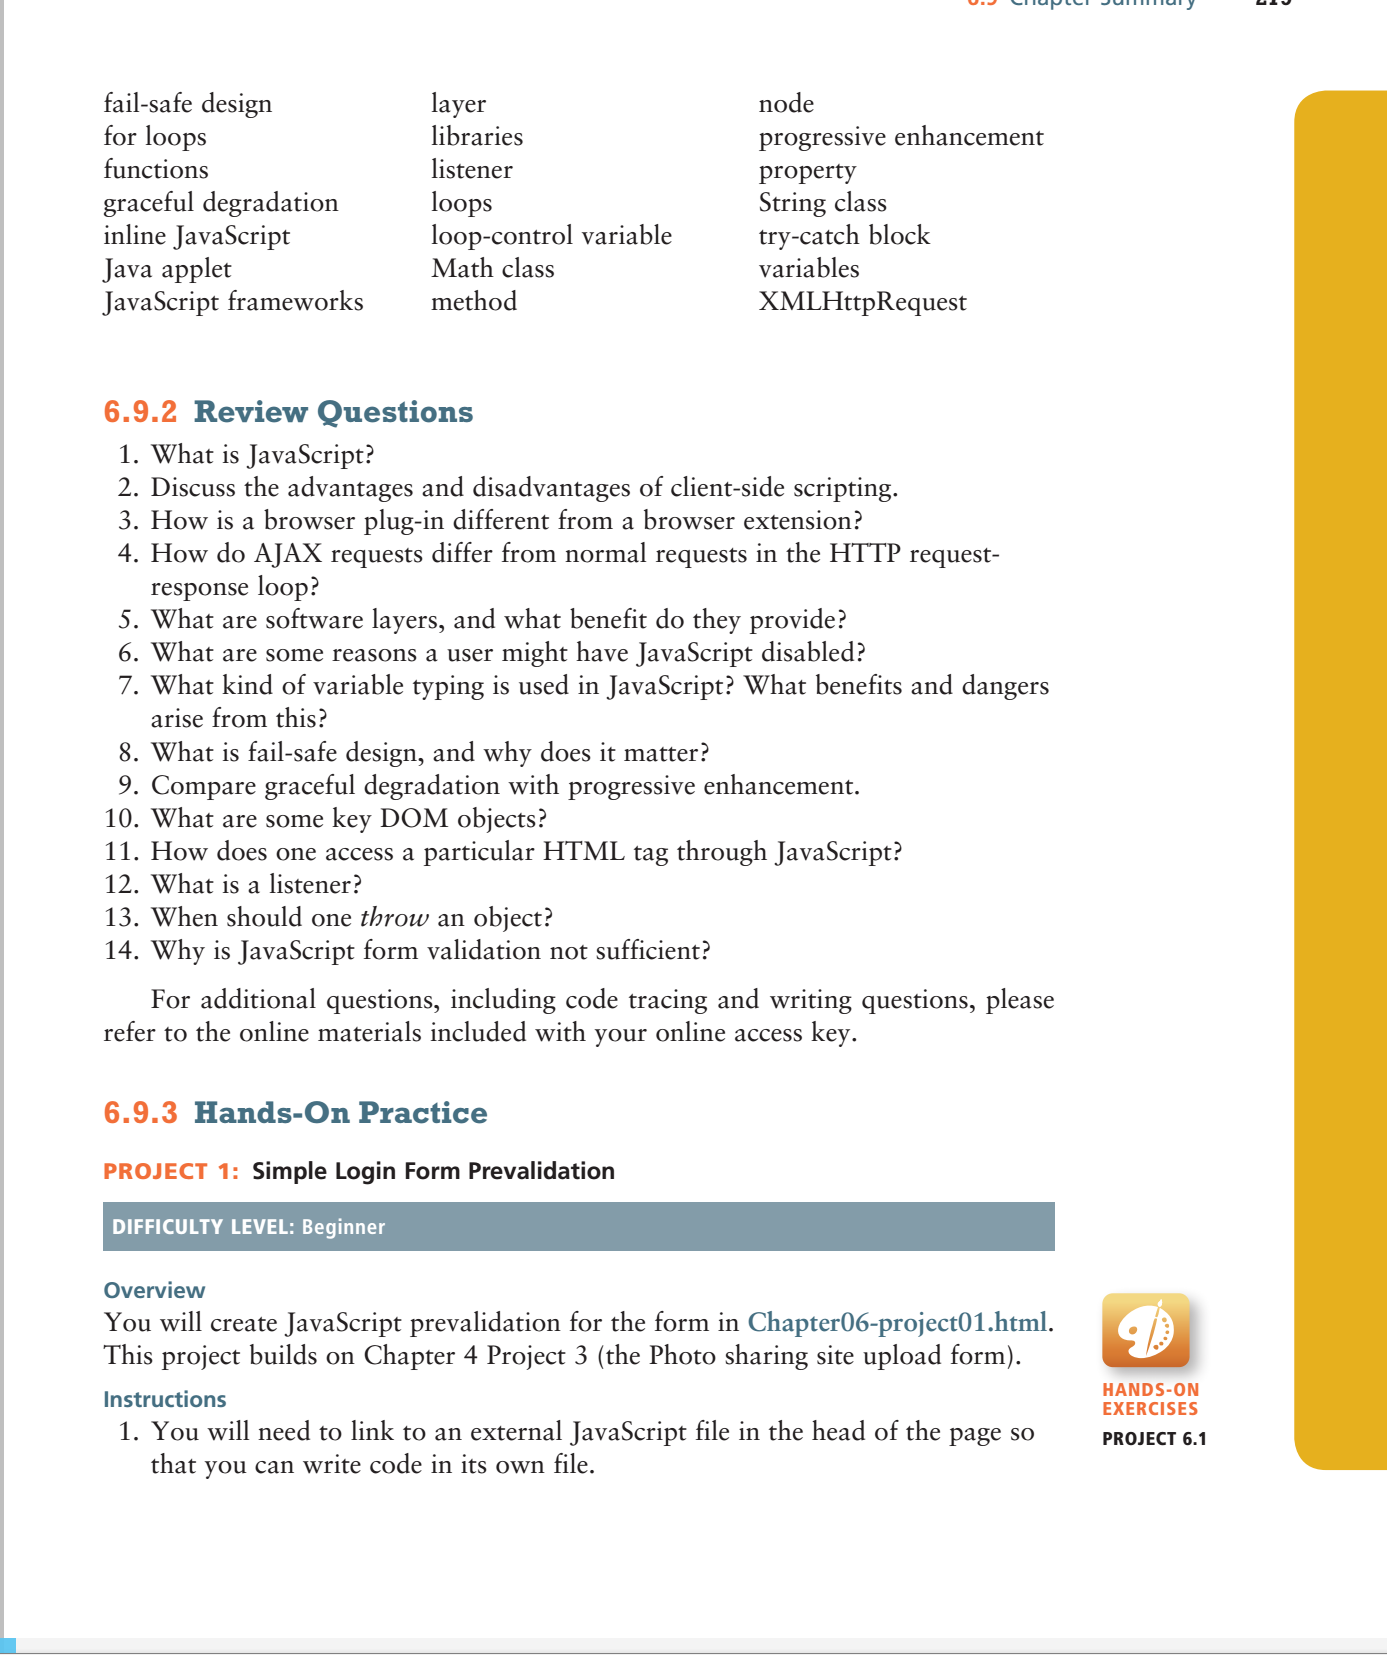 6.9 Chapter Summary
fail-safe design
for loops
functions
graceful degradation
inline JavaScript
Java applet
JavaScript frameworks
layer
libraries
listener
loops
loop-control variable
Math class
method
node
progressive enhancement
property
String class
try-catch block
variables
XMLHttpRequest
6.9.2 Review Questions
1. What is JavaScript?
2. Discuss the advantages and disadvantages of client-side scripting.
3. How is a browser plug-in different from a browser extension?
4. How do AJAX requests differ from normal requests in the HTTP request-
response loop?
5. What are software layers, and what benefit do they provide?
6. What are some reasons a user might have JavaScript disabled?
7. What kind of variable typing is used in JavaScript? What benefits and dangers
arise from this?
8. What is fail-safe design, and why does it matter?
9. Compare graceful degradation with progressive enhancement.
10. What are some key DOM objects?
11. How does one access a particular HTML tag through JavaScript?
12. What is a listener?
13. When should one throw an object?
14. Why is JavaScript form validation not sufficient?
For additional questions, including code tracing and writing questions, please
refer to the online materials included with your online access key.
6.9.3 Hands-On Practice
PROJECT 1: Simple Login Form Prevalidation
DIFFICULTY LEVEL: Beginner
Overview
You will create JavaScript prevalidation for the form in Chapter06-project01.html.
This project builds on Chapter 4 Project 3 (the Photo sharing site upload form).
Instructions
1. You will need to link to an external JavaScript file in the head of the page so
that you can write code in its own file.
HANDS-ON
EXERCISES
PROJECT 6.1